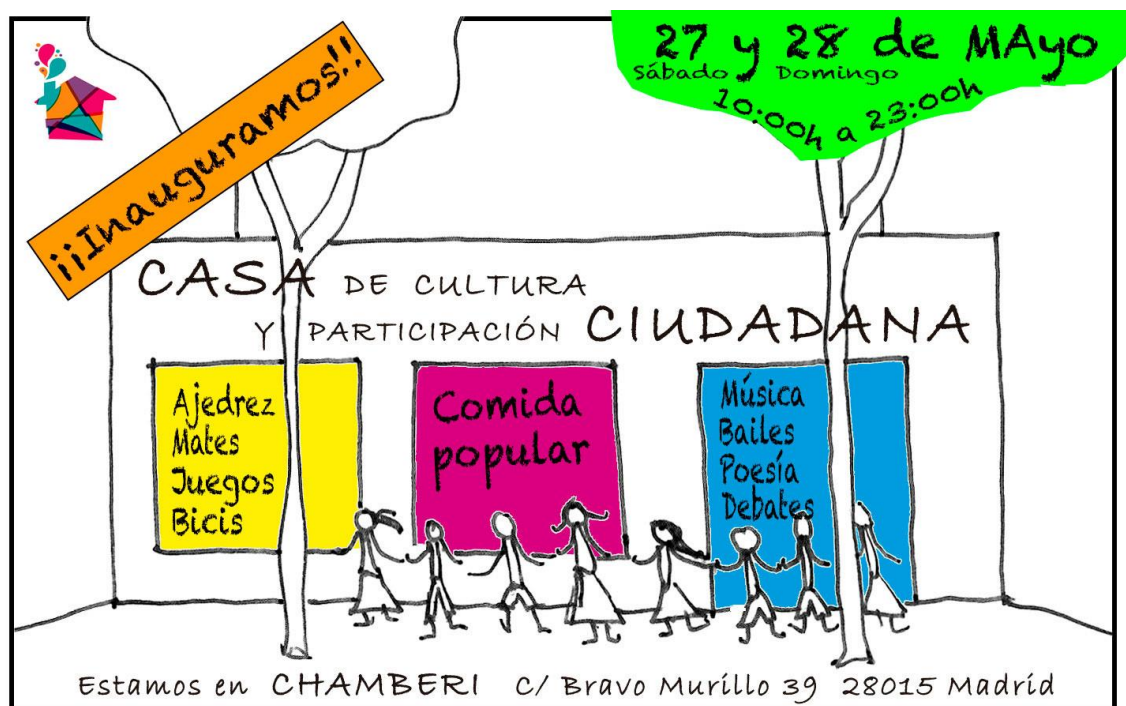 ¡¡Inauguramos!!
27 y 28 de MAyo
Sábado Domingo
10:00h a 23:00h
CASA DE CULTURA
Y PARTICIPACIÓN CIUDADANA
Ajedrez
Mates
Juegos
Bicis
Comida
popular
Música
Bailes
Poesía
Debates
Estamos en CHAMBERI C/ Bravo Murillo 39 28015 Madrid